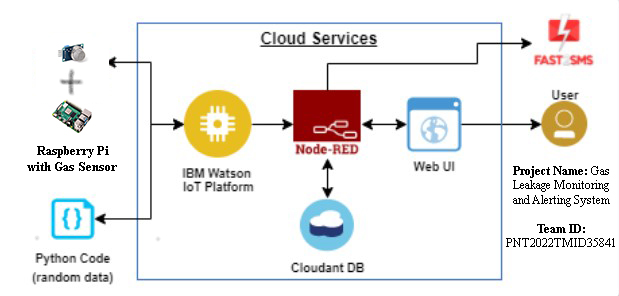 Cloud Services
FAST2SMS
Raspberry Pi
with Gas Sensor
IBM Watson
IoT Platform
Node-RED
Web UI
User
Project Name: Gas
Leakage Monitoring
and Alerting System
Team ID:
PNT2022TMID35841
Python Code
(random data)
Cloudant DB